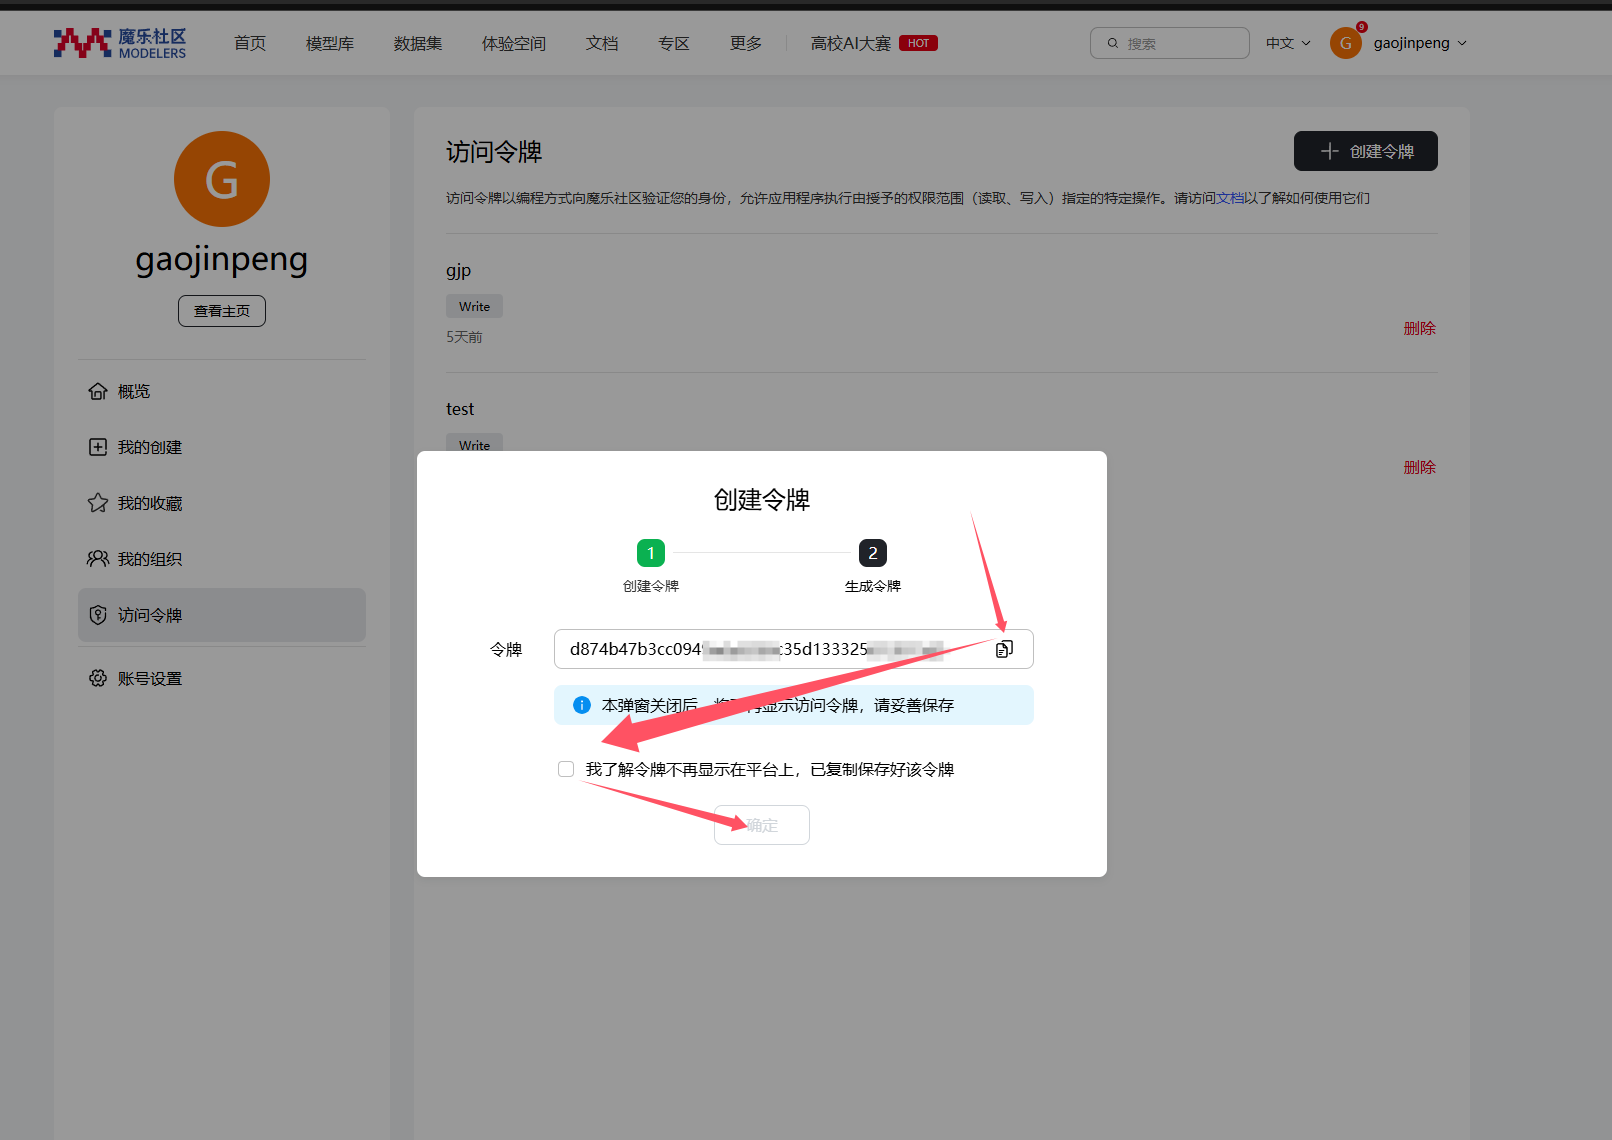 魔乐社区
MODELERS
首页 模型库 数据集 体验空间 文档 专区 更多 高校AI大赛 HOT
搜索
中文
G
9
gaojinpeng
G
gaojinpeng
查看主页
概览
我的创建
我的收藏
我的组织
访问令牌
账号设置
访问令牌
创建令牌
访问令牌以编程方式向魔乐社区验证您的身份，允许应用程序执行由授予的权限范围（读取、写入）指定的特定操作。请访问文档以了解如何使用它们
gjp
Write
5天前
删除
test
Write
删除
创建令牌
1
创建令牌
2
生成令牌
令牌
d874b47b3cc094 35d133325
本弹窗关闭后 显示访问令牌，请妥善保存
我了解令牌不再显示在平台上，已复制保存好该令牌
确定